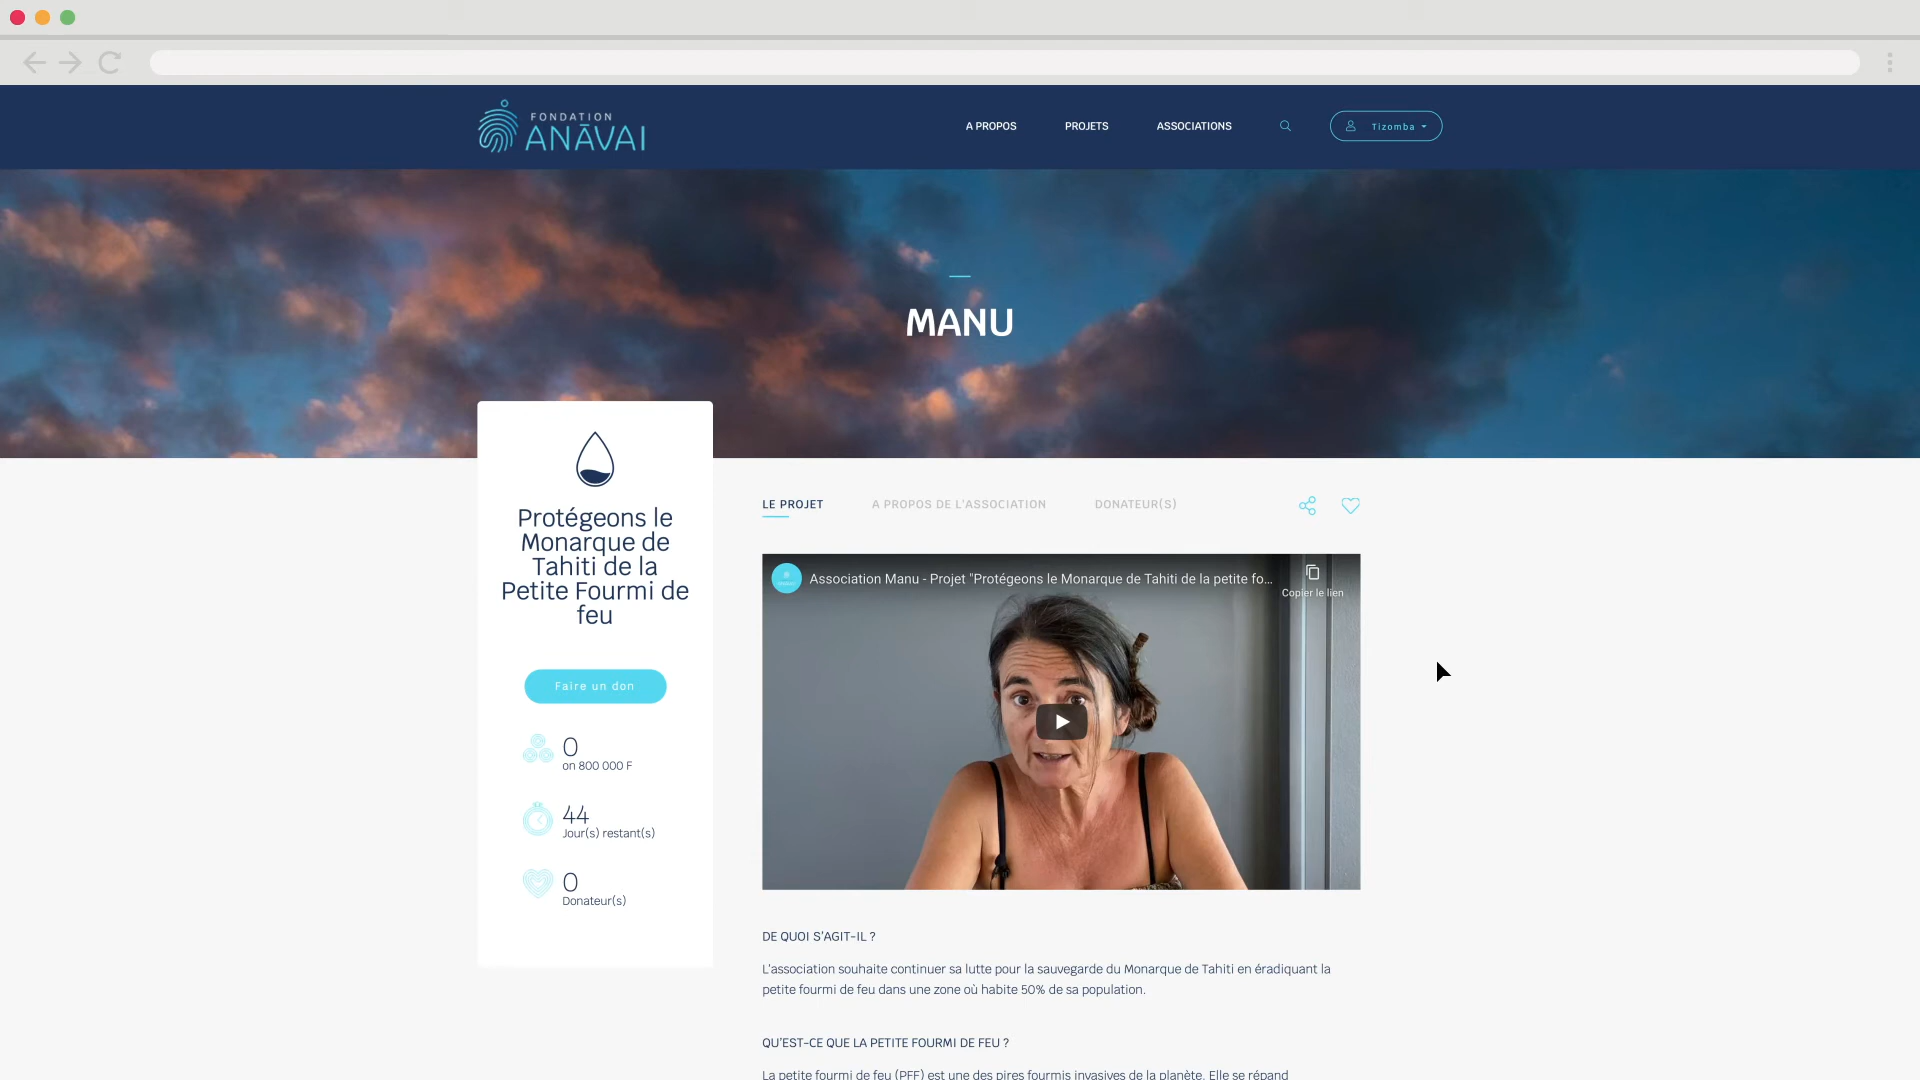 FONDATION
ANĀVAI
A PROPOS
PROJETS
ASSOCIATIONS
Tizomba
MANU
Protégeons le
Monarque de
Tahiti de la
Petite Fourmi de
feu
Faire un don
0
on 800 000 F
44
Jour(s) restant(s)
0
Donateur(s)
LE PROJET
A PROPOS DE L'ASSOCIATION
DONATEUR(S)
Association Manu - Projet "Protégeons le Monarque de Tahiti de la petite fo...
Copier le lien
DE QUOI S'AGIT-IL ?
L'association souhaite continuer sa lutte pour la sauvegarde du Monarque de Tahiti en éradiquant la
petite fourmi de feu dans une zone où habite 50% de sa population.
QU'EST-CE QUE LA PETITE FOURMI DE FEU ?
La petite fourmi de feu (PFF) est une des pires fourmis invasives de la planète. Elle se répand